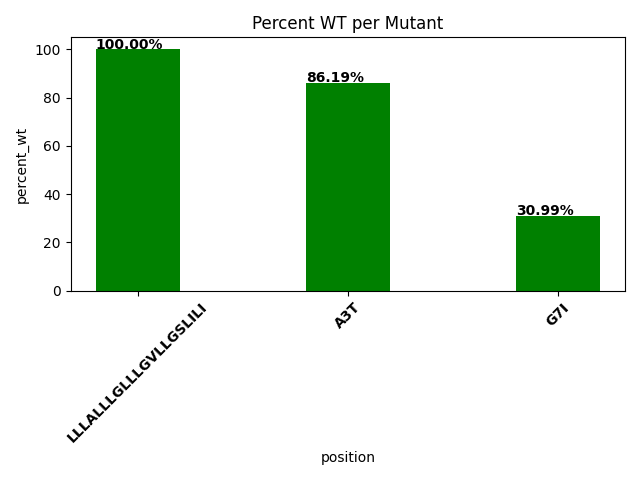 Percent WT per Mutant
percent_wt
100
80
60
40
20
0
100.00%
86.19%
30.99%
LLLALLLGLLLGVLLGSLILI
A3T
G7I
position